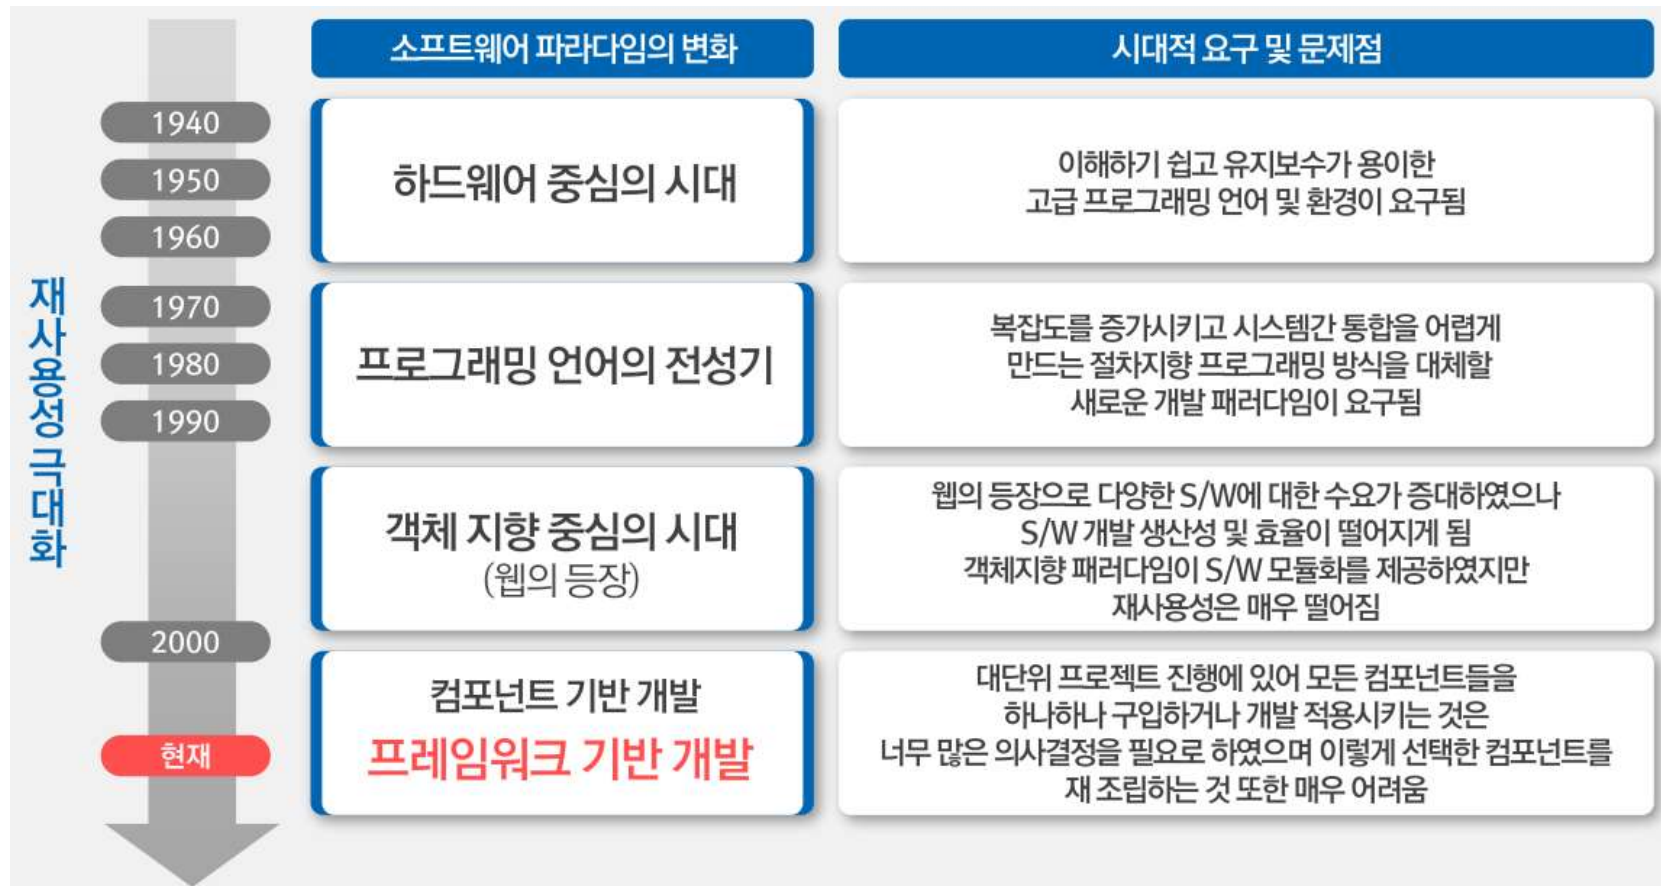 소프트웨어 파라다임의 변화
시대적 요구 및 문제점
재사용성 극대화
1940
1950
1960
하드웨어 중심의 시대
이해하기 쉽고 유지보수가 용이한
고급 프로그래밍 언어 및 환경이 요구됨
1970
1980
1990
프로그래밍 언어의 전성기
복잡도를 증가시키고 시스템간 통합을 어렵게
만드는 절차지향 프로그래밍 방식을 대체할
새로운 개발 패러다임이 요구됨
객체 지향 중심의 시대
(웹의 등장)
웹의 등장으로 다양한 S/W에 대한 수요가 증대하였으나
S/W 개발 생산성 및 효율이 떨어지게 됨
객체지향 패러다임이 S/W 모듈화를 제공하였지만
재사용성은 매우 떨어짐
2000
현재
컴포넌트 기반 개발
프레임워크 기반 개발
대단위 프로젝트 진행에 있어 모든 컴포넌트들을
하나하나 구입하거나 개발 적용시키는 것은
너무 많은 의사결정을 필요로 하였으며 이렇게 선택한 컴포넌트를
재 조립하는 것 또한 매우 어려움